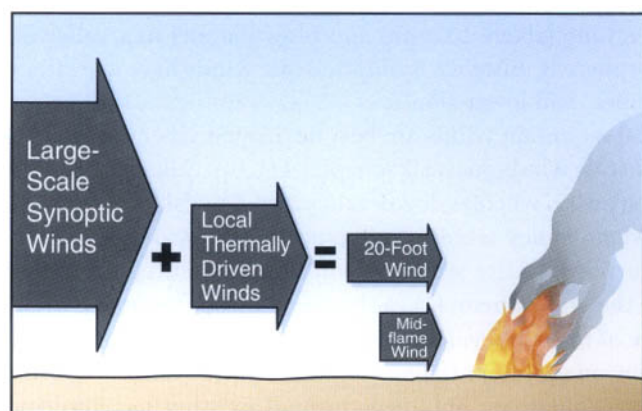 Large-
Scale
Synoptic
Winds
+
Local
Thermally
Driven
Winds
=
20-Foot
Wind
Mid-
flame
Wind